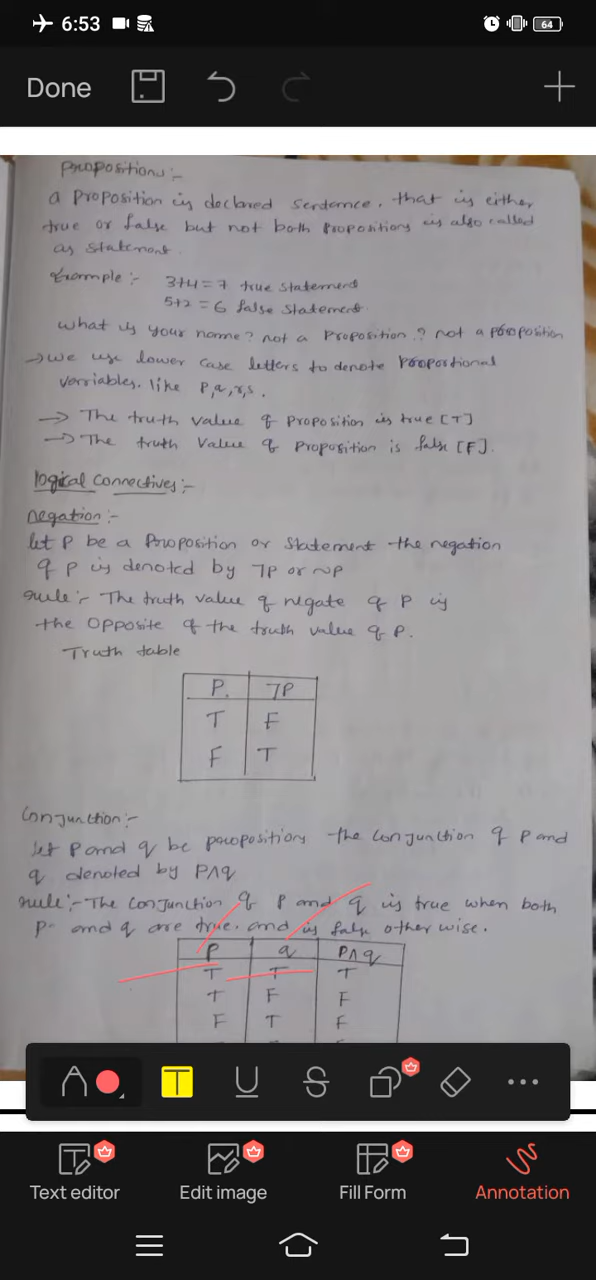 6:53
64
Done
Propositions:-
a proposition is declared sentence, that is either
true or false but not both propositions is also called
as statement.
Example:- 3+4=7 true statement
5+2=6 false statement
what is your name? not a proposition? not a proposition
→ we use lower case letters to denote proportional
variables. like p,q,r,s.
→ The truth value of proposition is true [T]
→ The truth value of proposition is false [F].
logical connectives:-
negation:-
let P be a proposition or statement the negation
of p is denoted by ⅂P or ~P
Rule:- The truth value of negate of P is
the opposite of the truth value of P.
Truth table
P. ⅂P
T F
F T
Conjunction:-
let p and q be propositions the conjunction of p and
q denoted by P∧q
Rule:- The conjunction of P and q is true when both
p and q are true. and is false other wise.
P q P∧q
T T T
T F F
F T F
T U S
Text editor Edit image Fill Form Annotation